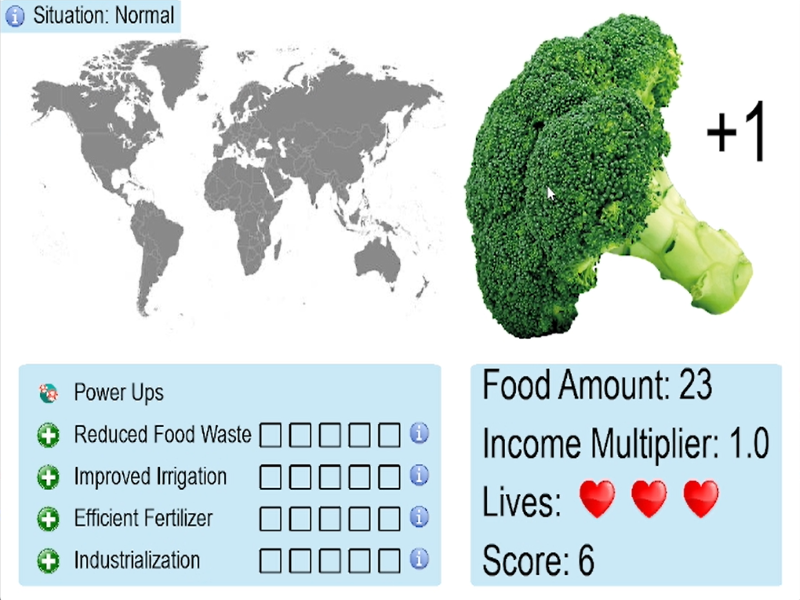 Situation: Normal
+1
Power Ups
Reduced Food Waste
Improved Irrigation
Efficient Fertilizer
Industrialization
Food Amount: 23
Income Multiplier: 1.0
Lives:
Score: 6